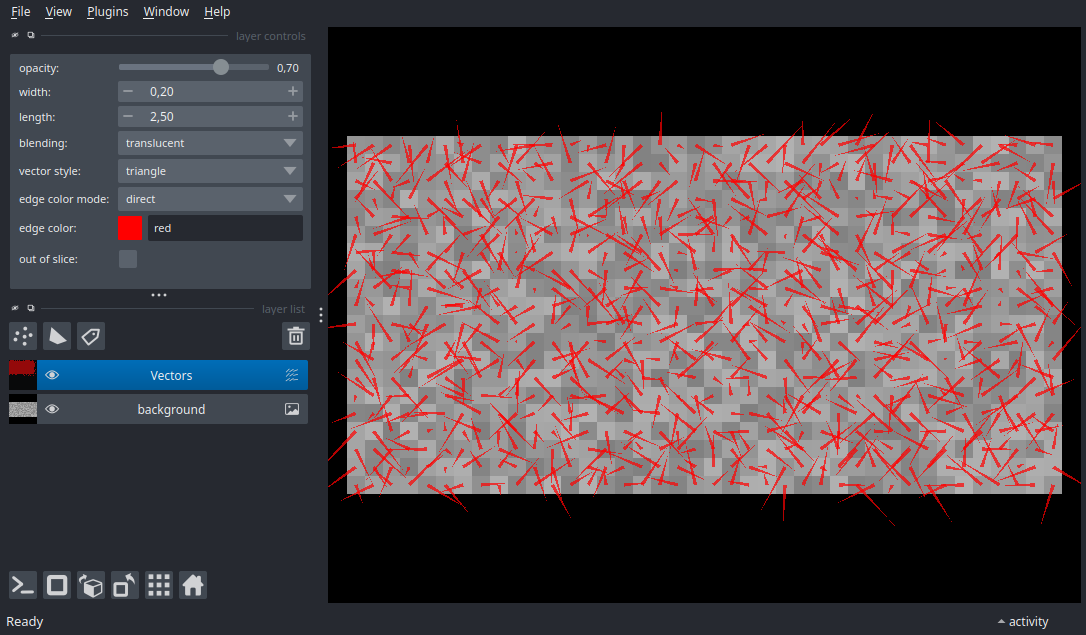 File View Plugins Window Help
layer controls
opacity: 0,70
width: 0,20
length: 2,50
blending: translucent
vector style: triangle
edge color mode: direct
edge color: red
out of slice:
layer list
Vectors
background
Ready activity